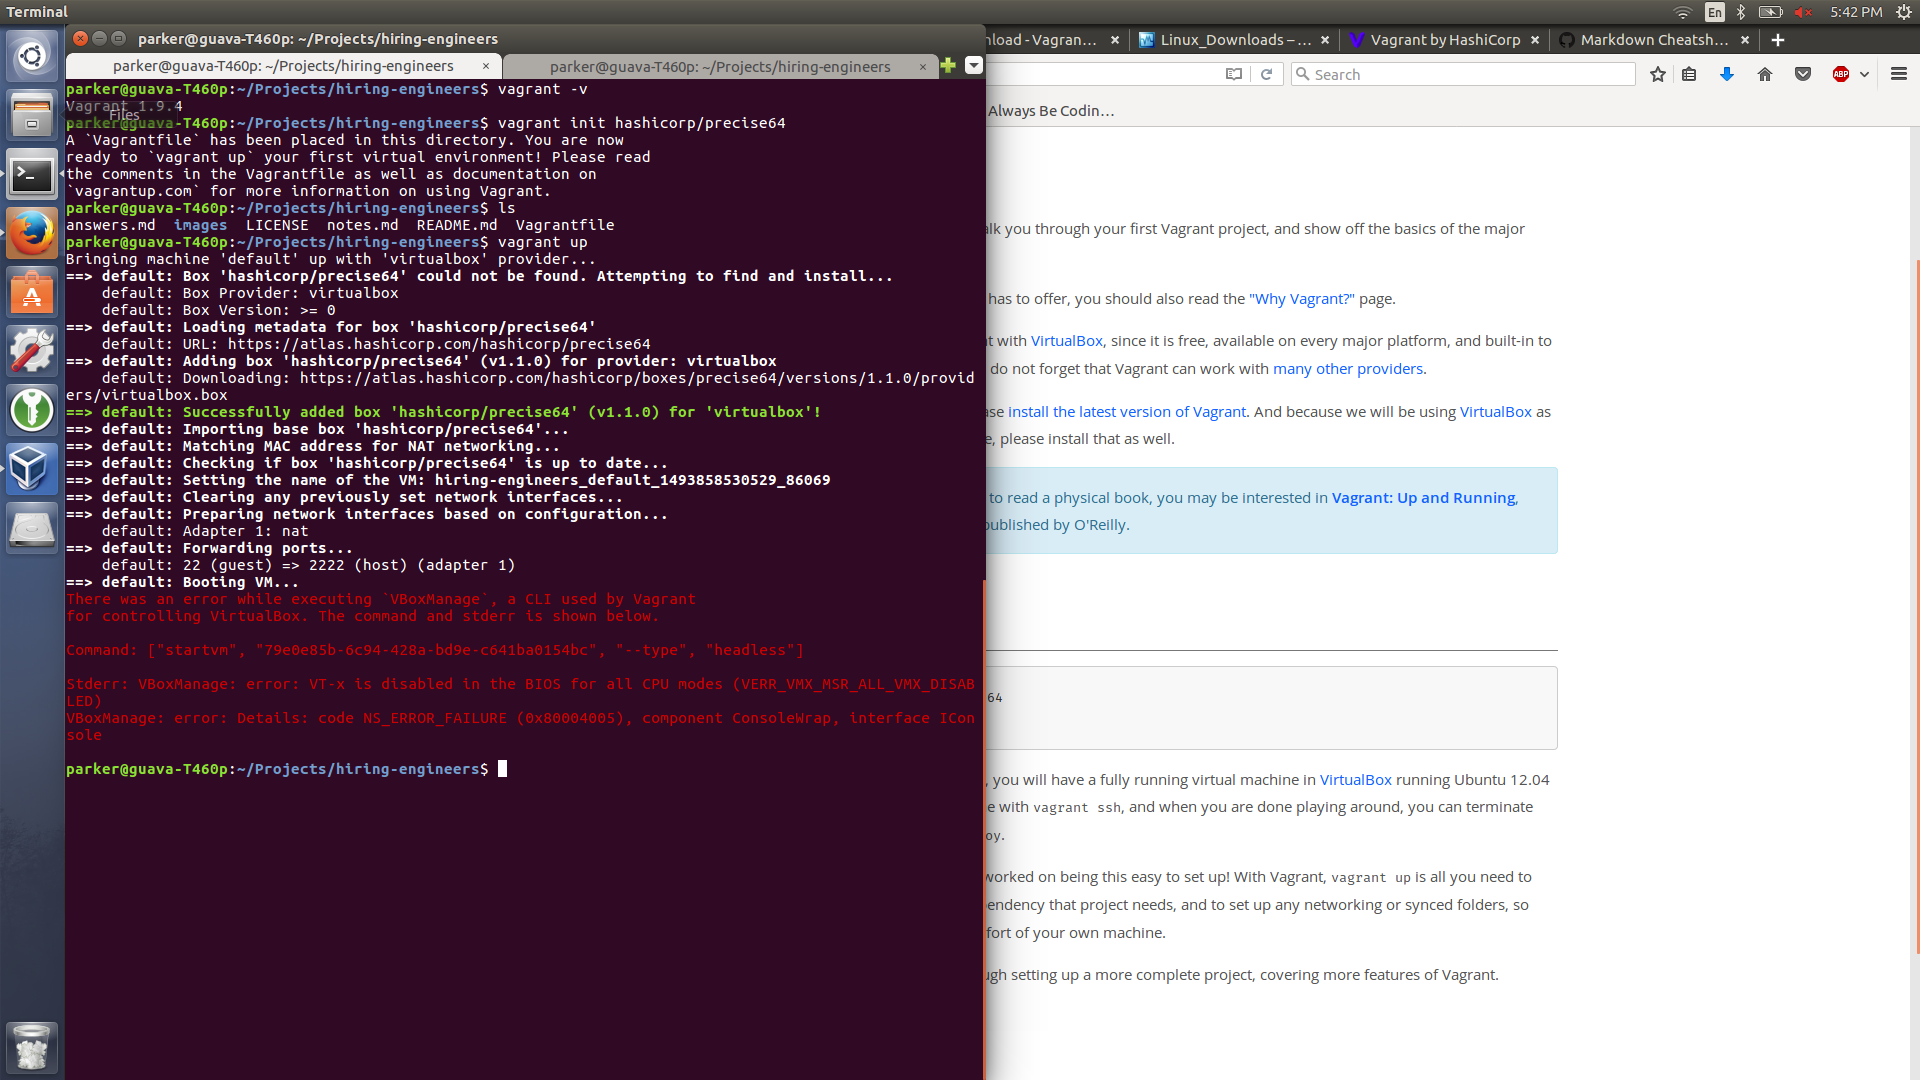 Terminal
En
5:42 PM
parker@guava-T460p: ~/Projects/hiring-engineers
parker@guava-T460p: ~/Projects/hiring-engineers ×
parker@guava-T460p: ~/Projects/hiring-engineers ×
parker@guava-T460p:~/Projects/hiring-engineers$ vagrant -v
Vagrant 1.9.4
Files
parker@guava-T460p:~/Projects/hiring-engineers$ vagrant init hashicorp/precise64
A `Vagrantfile` has been placed in this directory. You are now
ready to `vagrant up` your first virtual environment! Please read
the comments in the Vagrantfile as well as documentation on
`vagrantup.com` for more information on using Vagrant.
parker@guava-T460p:~/Projects/hiring-engineers$ ls
answers.md  images  LICENSE  notes.md  README.md  Vagrantfile
parker@guava-T460p:~/Projects/hiring-engineers$ vagrant up
Bringing machine 'default' up with 'virtualbox' provider...
==> default: Box 'hashicorp/precise64' could not be found. Attempting to find and install...
    default: Box Provider: virtualbox
    default: Box Version: >= 0
==> default: Loading metadata for box 'hashicorp/precise64'
    default: URL: https://atlas.hashicorp.com/hashicorp/precise64
==> default: Adding box 'hashicorp/precise64' (v1.1.0) for provider: virtualbox
    default: Downloading: https://atlas.hashicorp.com/hashicorp/boxes/precise64/versions/1.1.0/provid
ers/virtualbox.box
==> default: Successfully added box 'hashicorp/precise64' (v1.1.0) for 'virtualbox'!
==> default: Importing base box 'hashicorp/precise64'...
==> default: Matching MAC address for NAT networking...
==> default: Checking if box 'hashicorp/precise64' is up to date...
==> default: Setting the name of the VM: hiring-engineers_default_1493858530529_86069
==> default: Clearing any previously set network interfaces...
==> default: Preparing network interfaces based on configuration...
    default: Adapter 1: nat
==> default: Forwarding ports...
    default: 22 (guest) => 2222 (host) (adapter 1)
==> default: Booting VM...
There was an error while executing `VBoxManage`, a CLI used by Vagrant
for controlling VirtualBox. The command and stderr is shown below.
Command: ["startvm", "79e0e85b-6c94-428a-bd9e-c641ba0154bc", "--type", "headless"]
Stderr: VBoxManage: error: VT-x is disabled in the BIOS for all CPU modes (VERR_VMX_MSR_ALL_VMX_DISAB
LED)
VBoxManage: error: Details: code NS_ERROR_FAILURE (0x80004005), component ConsoleWrap, interface ICon
sole
parker@guava-T460p:~/Projects/hiring-engineers$
nload - Vagran… × Linux_Downloads – … × Vagrant by HashiCorp × Markdown Cheatsh… ×
Search
ABP
Always Be Codin…
alk you through your first Vagrant project, and show off the basics of the major
has to offer, you should also read the "Why Vagrant?" page.
t with VirtualBox, since it is free, available on every major platform, and built-in to
do not forget that Vagrant can work with many other providers.
ase install the latest version of Vagrant. And because we will be using VirtualBox as
e, please install that as well.
to read a physical book, you may be interested in Vagrant: Up and Running,
published by O'Reilly.
64
, you will have a fully running virtual machine in VirtualBox running Ubuntu 12.04
e with vagrant ssh, and when you are done playing around, you can terminate
oy.
worked on being this easy to set up! With Vagrant, vagrant up is all you need to
pendency that project needs, and to set up any networking or synced folders, so
fort of your own machine.
ugh setting up a more complete project, covering more features of Vagrant.